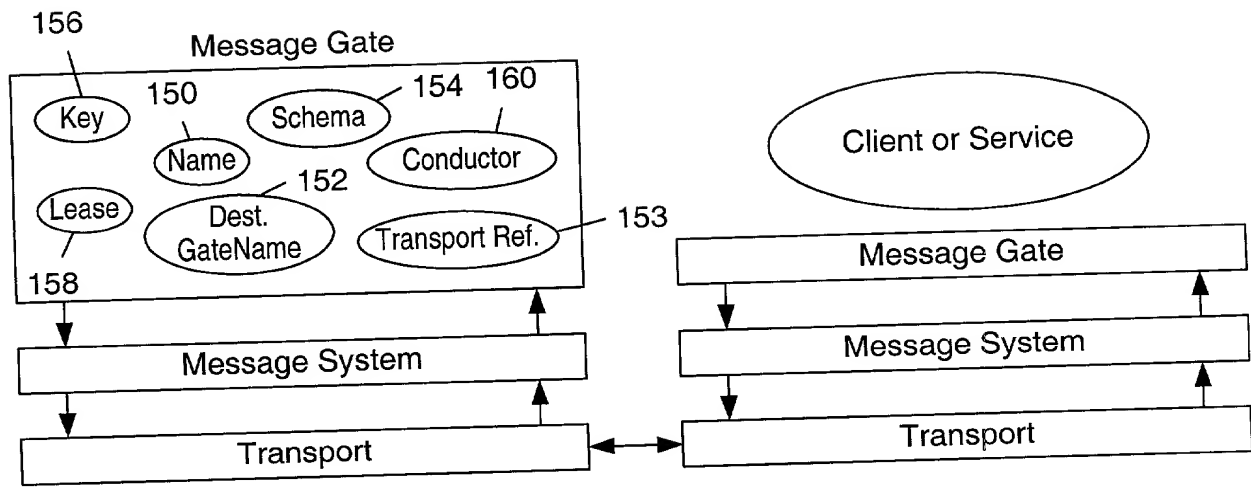 156
Message Gate
150
154
160
Key
Schema
Name
Conductor
Client or Service
152
Lease
Dest.
GateName
Transport Ref.
153
158
Message Gate
Message System
Message System
Transport
Transport